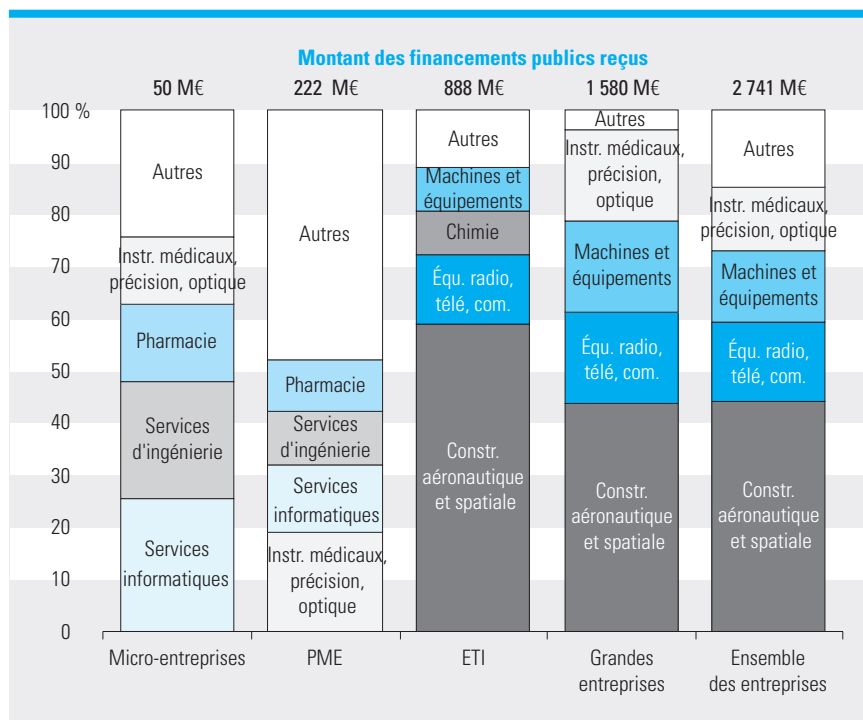 Montant des financements publics reçus
50 M€
222 M€
888 M€
1 580 M€
2 741 M€
100 %
90
80
70
60
50
40
30
20
10
0
Autres
Instr. médicaux,
précision, optique
Pharmacie
Services
d'ingénierie
Services
informatiques
Autres
Pharmacie
Services
d'ingénierie
Services
informatiques
Instr. médicaux,
précision,
optique
Autres
Machines et
équipements
Chimie
Équ. radio,
télé, com.
Constr.
aéronautique
et spatiale
Autres
Instr. médicaux,
précision,
optique
Machines et
équipements
Équ. radio,
télé, com.
Constr.
aéronautique
et spatiale
Autres
Instr. médicaux,
précision, optique
Machines et
équipements
Équ. radio,
télé, com.
Constr.
aéronautique
et spatiale
Micro-entreprises
PME
ETI
Grandes
entreprises
Ensemble
des entreprises